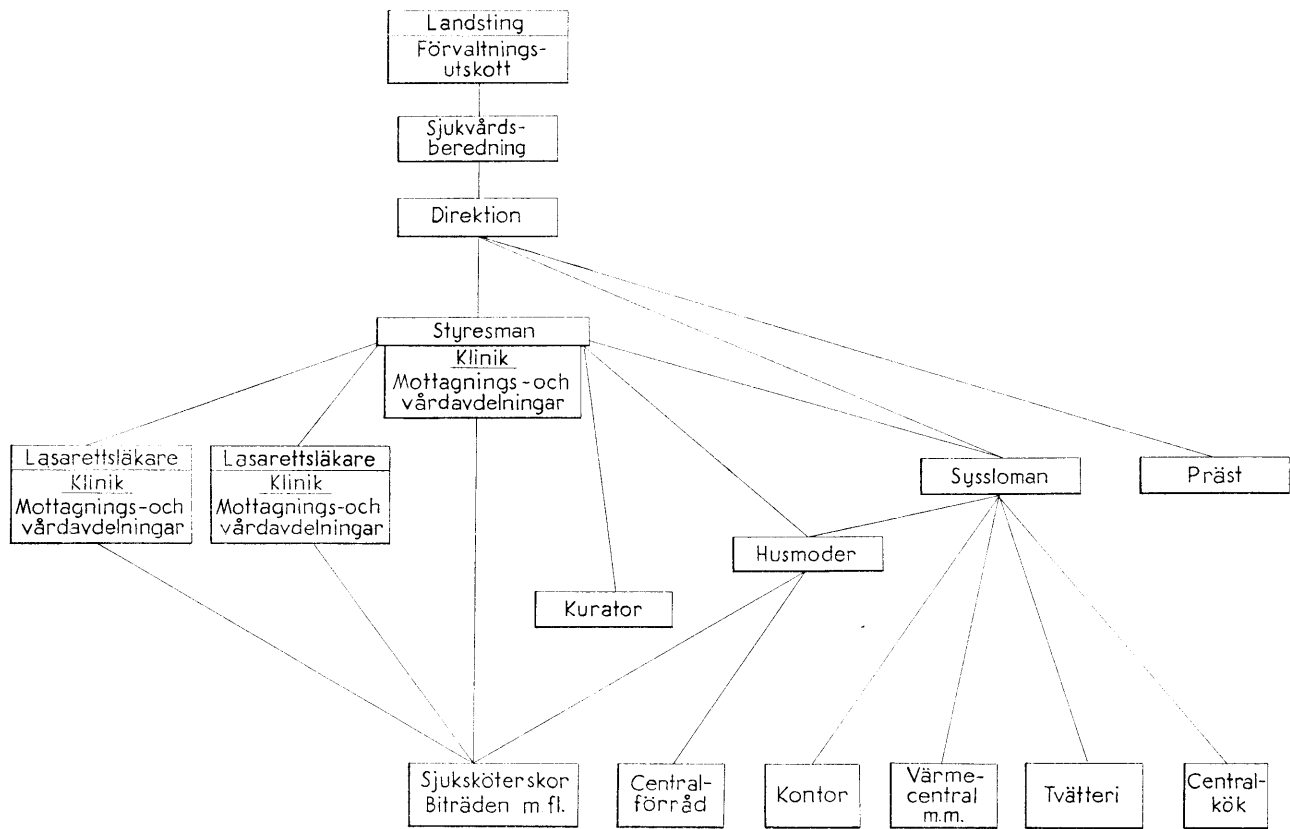 Landsting
Förvaltnings-
utskott
Sjukvårds-
beredning
Direktion
Styresman
Klinik
Mottagnings-och
vårdavdelningar
Lasarettsläkare
Klinik
Mottagnings-och
vårdavdelningar
Lasarettsläkare
Klinik
Mottagnings-och
vårdavdelningar
Syssloman
Präst
Husmoder
Kurator
Sjuksköterskor
Biträden m fl.
Central-
förråd
Kontor
Värme-
central
m.m.
Tvätteri
Central-
kök